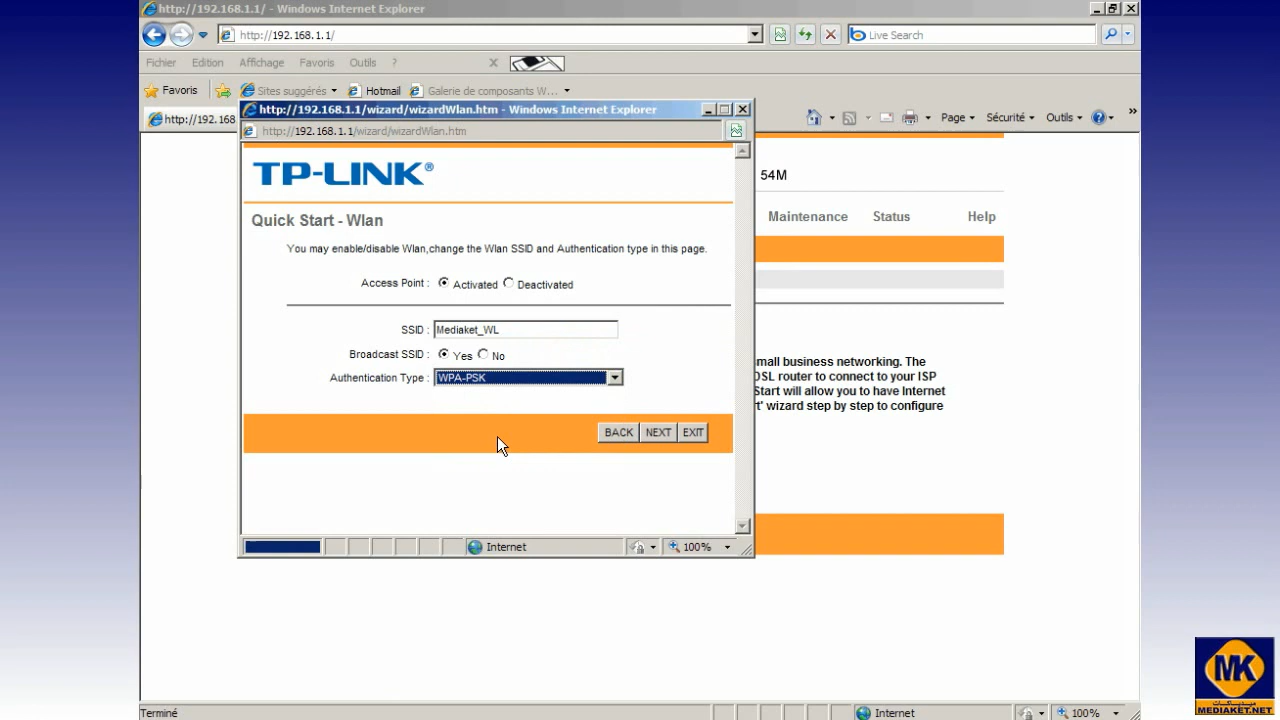 http://192.168.1.1/ - Windows Internet Explorer
http://192.168.1.1/
Live Search
Fichier Edition Affichage Favoris Outils ?
Favoris Sites suggérés Hotmail Galerie de composants W...
http://192.168
Page Sécurité Outils
http://192.168.1.1/wizard/wizardWlan.htm - Windows Internet Explorer
http://192.168.1.1/wizard/wizardWlan.htm
TP-LINK®
54M
Quick Start - Wlan
Maintenance Status Help
You may enable/disable Wlan,change the Wlan SSID and Authentication type in this page.
Access Point : Activated Deactivated
SSID : Mediaket_WL
Broadcast SSID : Yes No
Authentication Type : WPA-PSK
mall business networking. The
DSL router to connect to your ISP
Start will allow you to have Internet
t' wizard step by step to configure
BACK NEXT EXIT
Internet 100%
Terminé
Internet 100%
MK
ميدياكات
MEDIAKET.NET